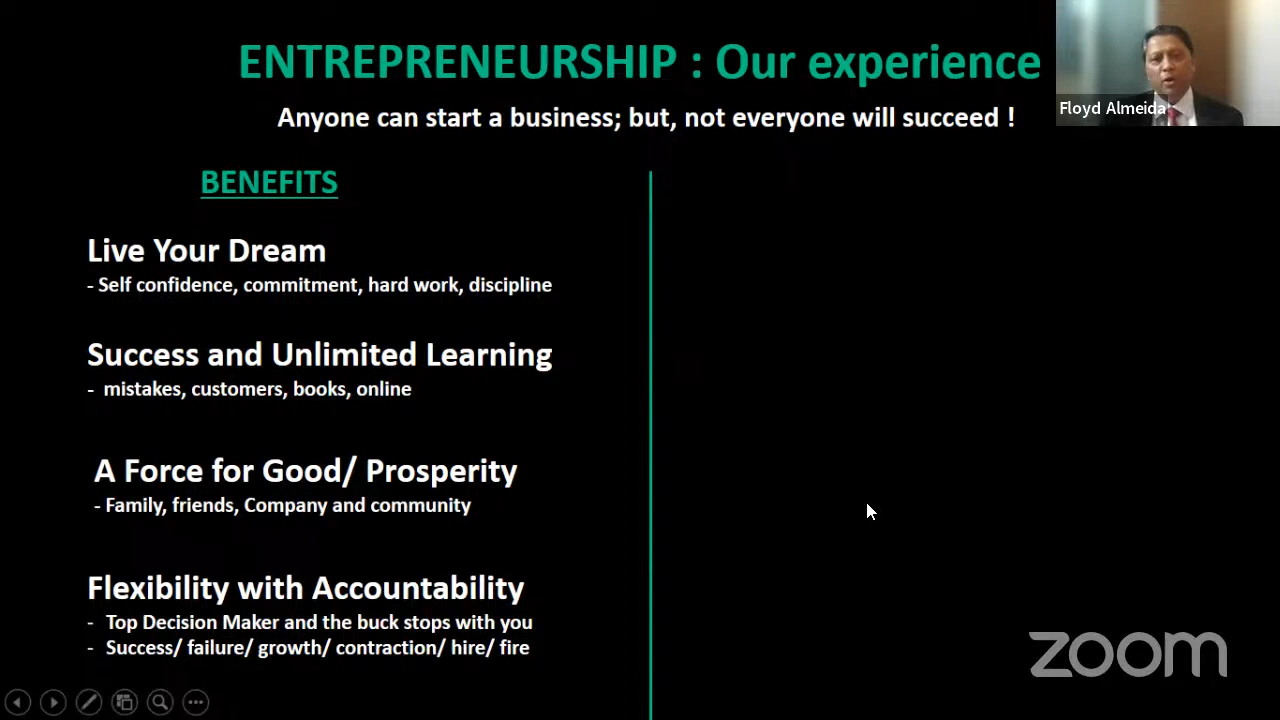 ENTREPRENEURSHIP : Our experience
Anyone can start a business; but, not everyone will succeed !
Floyd Almeida
BENEFITS
Live Your Dream
- Self confidence, commitment, hard work, discipline
Success and Unlimited Learning
- mistakes, customers, books, online
A Force for Good/ Prosperity
- Family, friends, Company and community
Flexibility with Accountability
- Top Decision Maker and the buck stops with you
- Success/ failure/ growth/ contraction/ hire/ fire
zoom